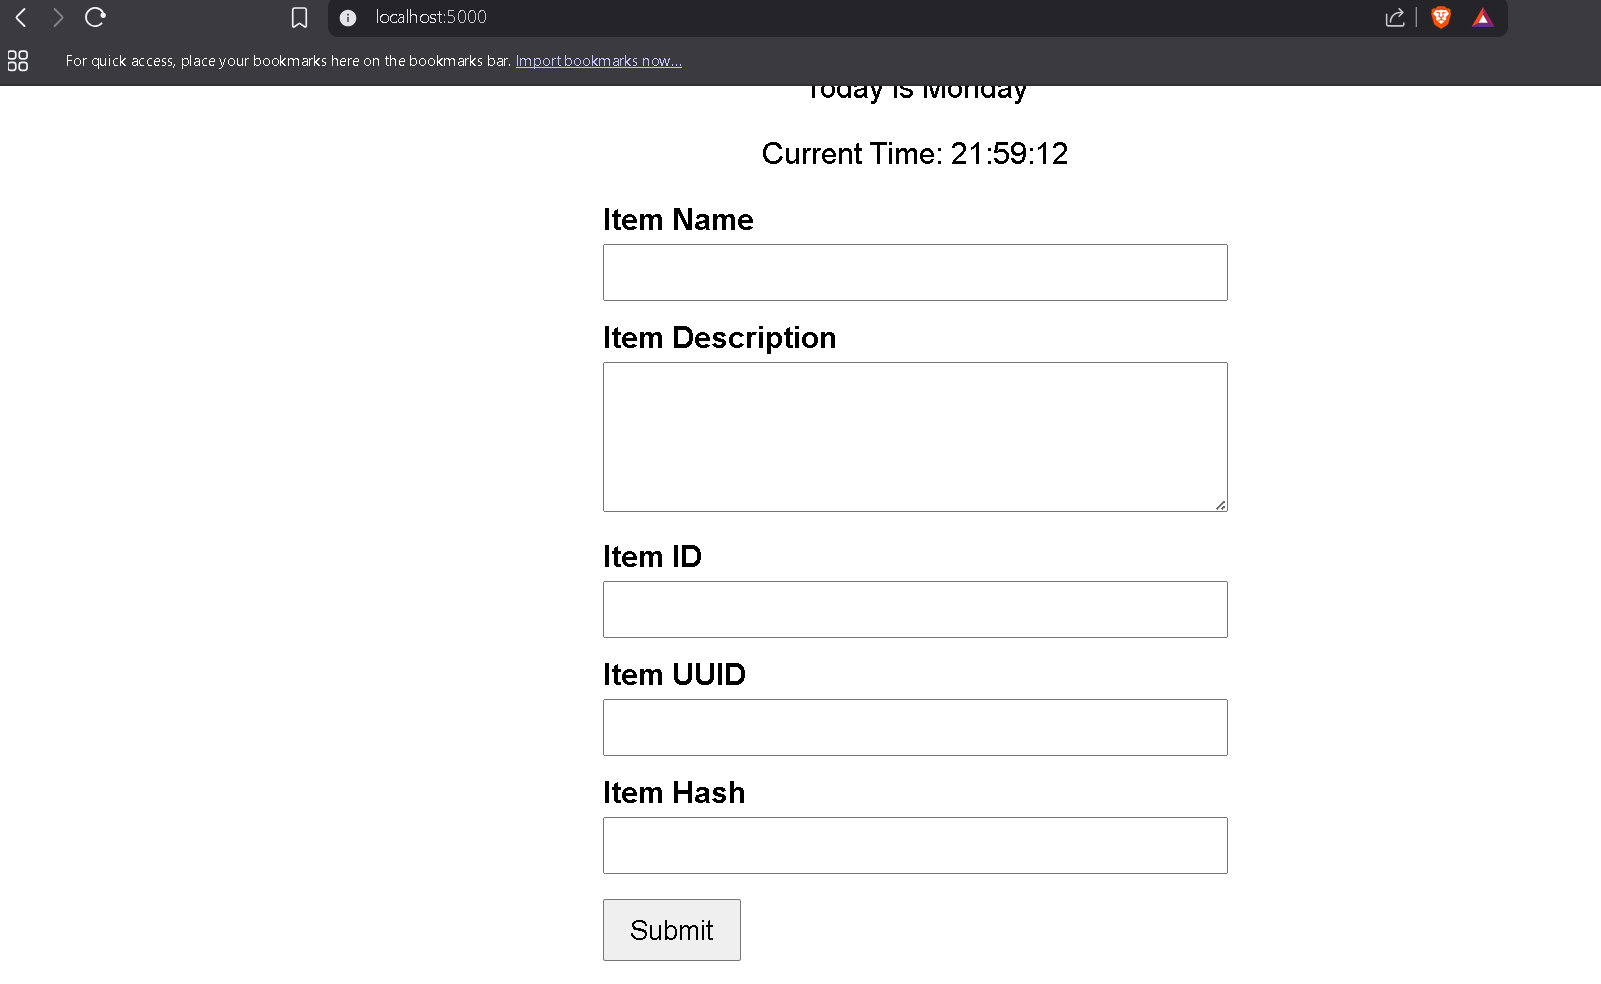 localhost:5000
For quick access, place your bookmarks here on the bookmarks bar. Import bookmarks now...
Today is Monday
Current Time: 21:59:12
Item Name
Item Description
Item ID
Item UUID
Item Hash
Submit